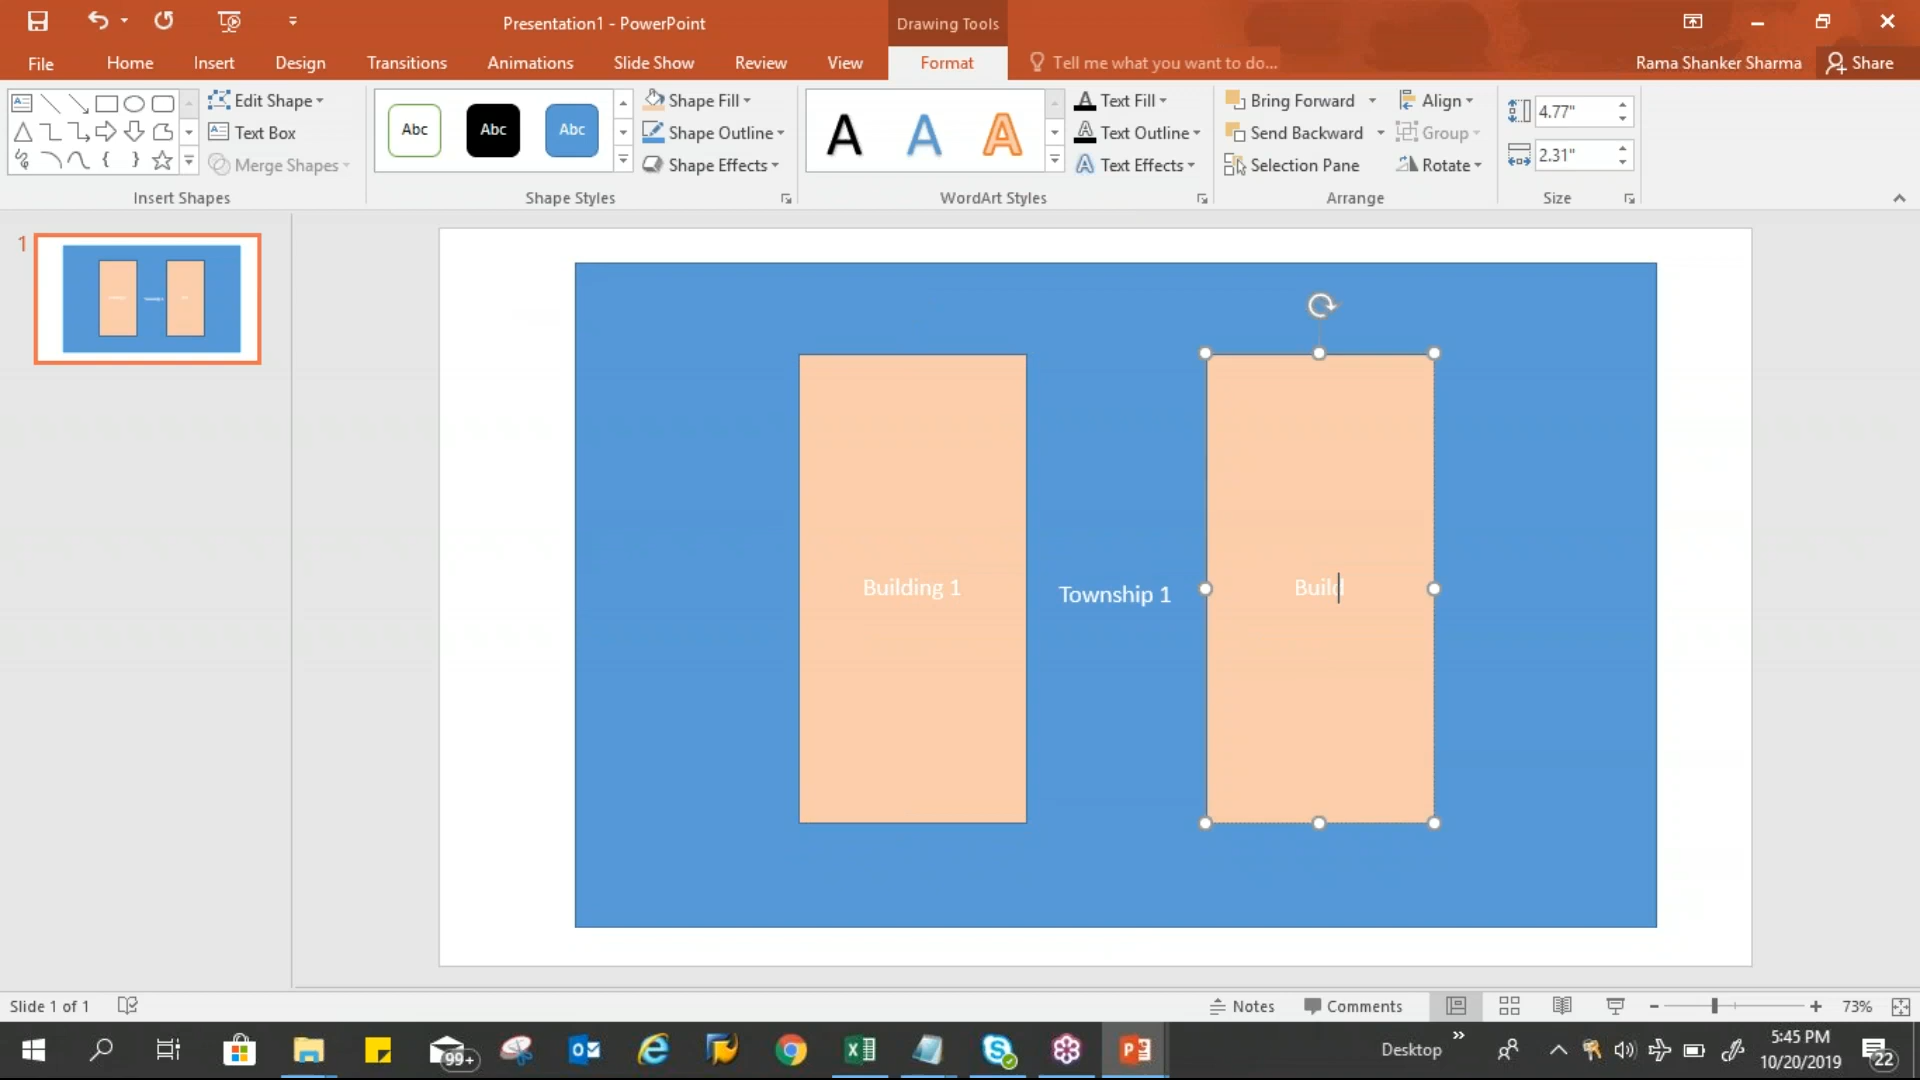 Presentation1 - PowerPoint
Drawing Tools
File
Home
Insert
Design
Transitions
Animations
Slide Show
Review
View
Format
Tell me what you want to do...
Rama Shanker Sharma
Share
Edit Shape
Text Box
Merge Shapes
Insert Shapes
Abc
Abc
Abc
Shape Fill
Shape Outline
Shape Effects
Shape Styles
A
A
A
Text Fill
Text Outline
Text Effects
WordArt Styles
Bring Forward
Send Backward
Selection Pane
Align
Group
Rotate
Arrange
4.77"
2.31"
Size
1
Building 1
Township 1
Build
Slide 1 of 1
Notes
Comments
73%
99+
Desktop
5:45 PM
10/20/2019
22